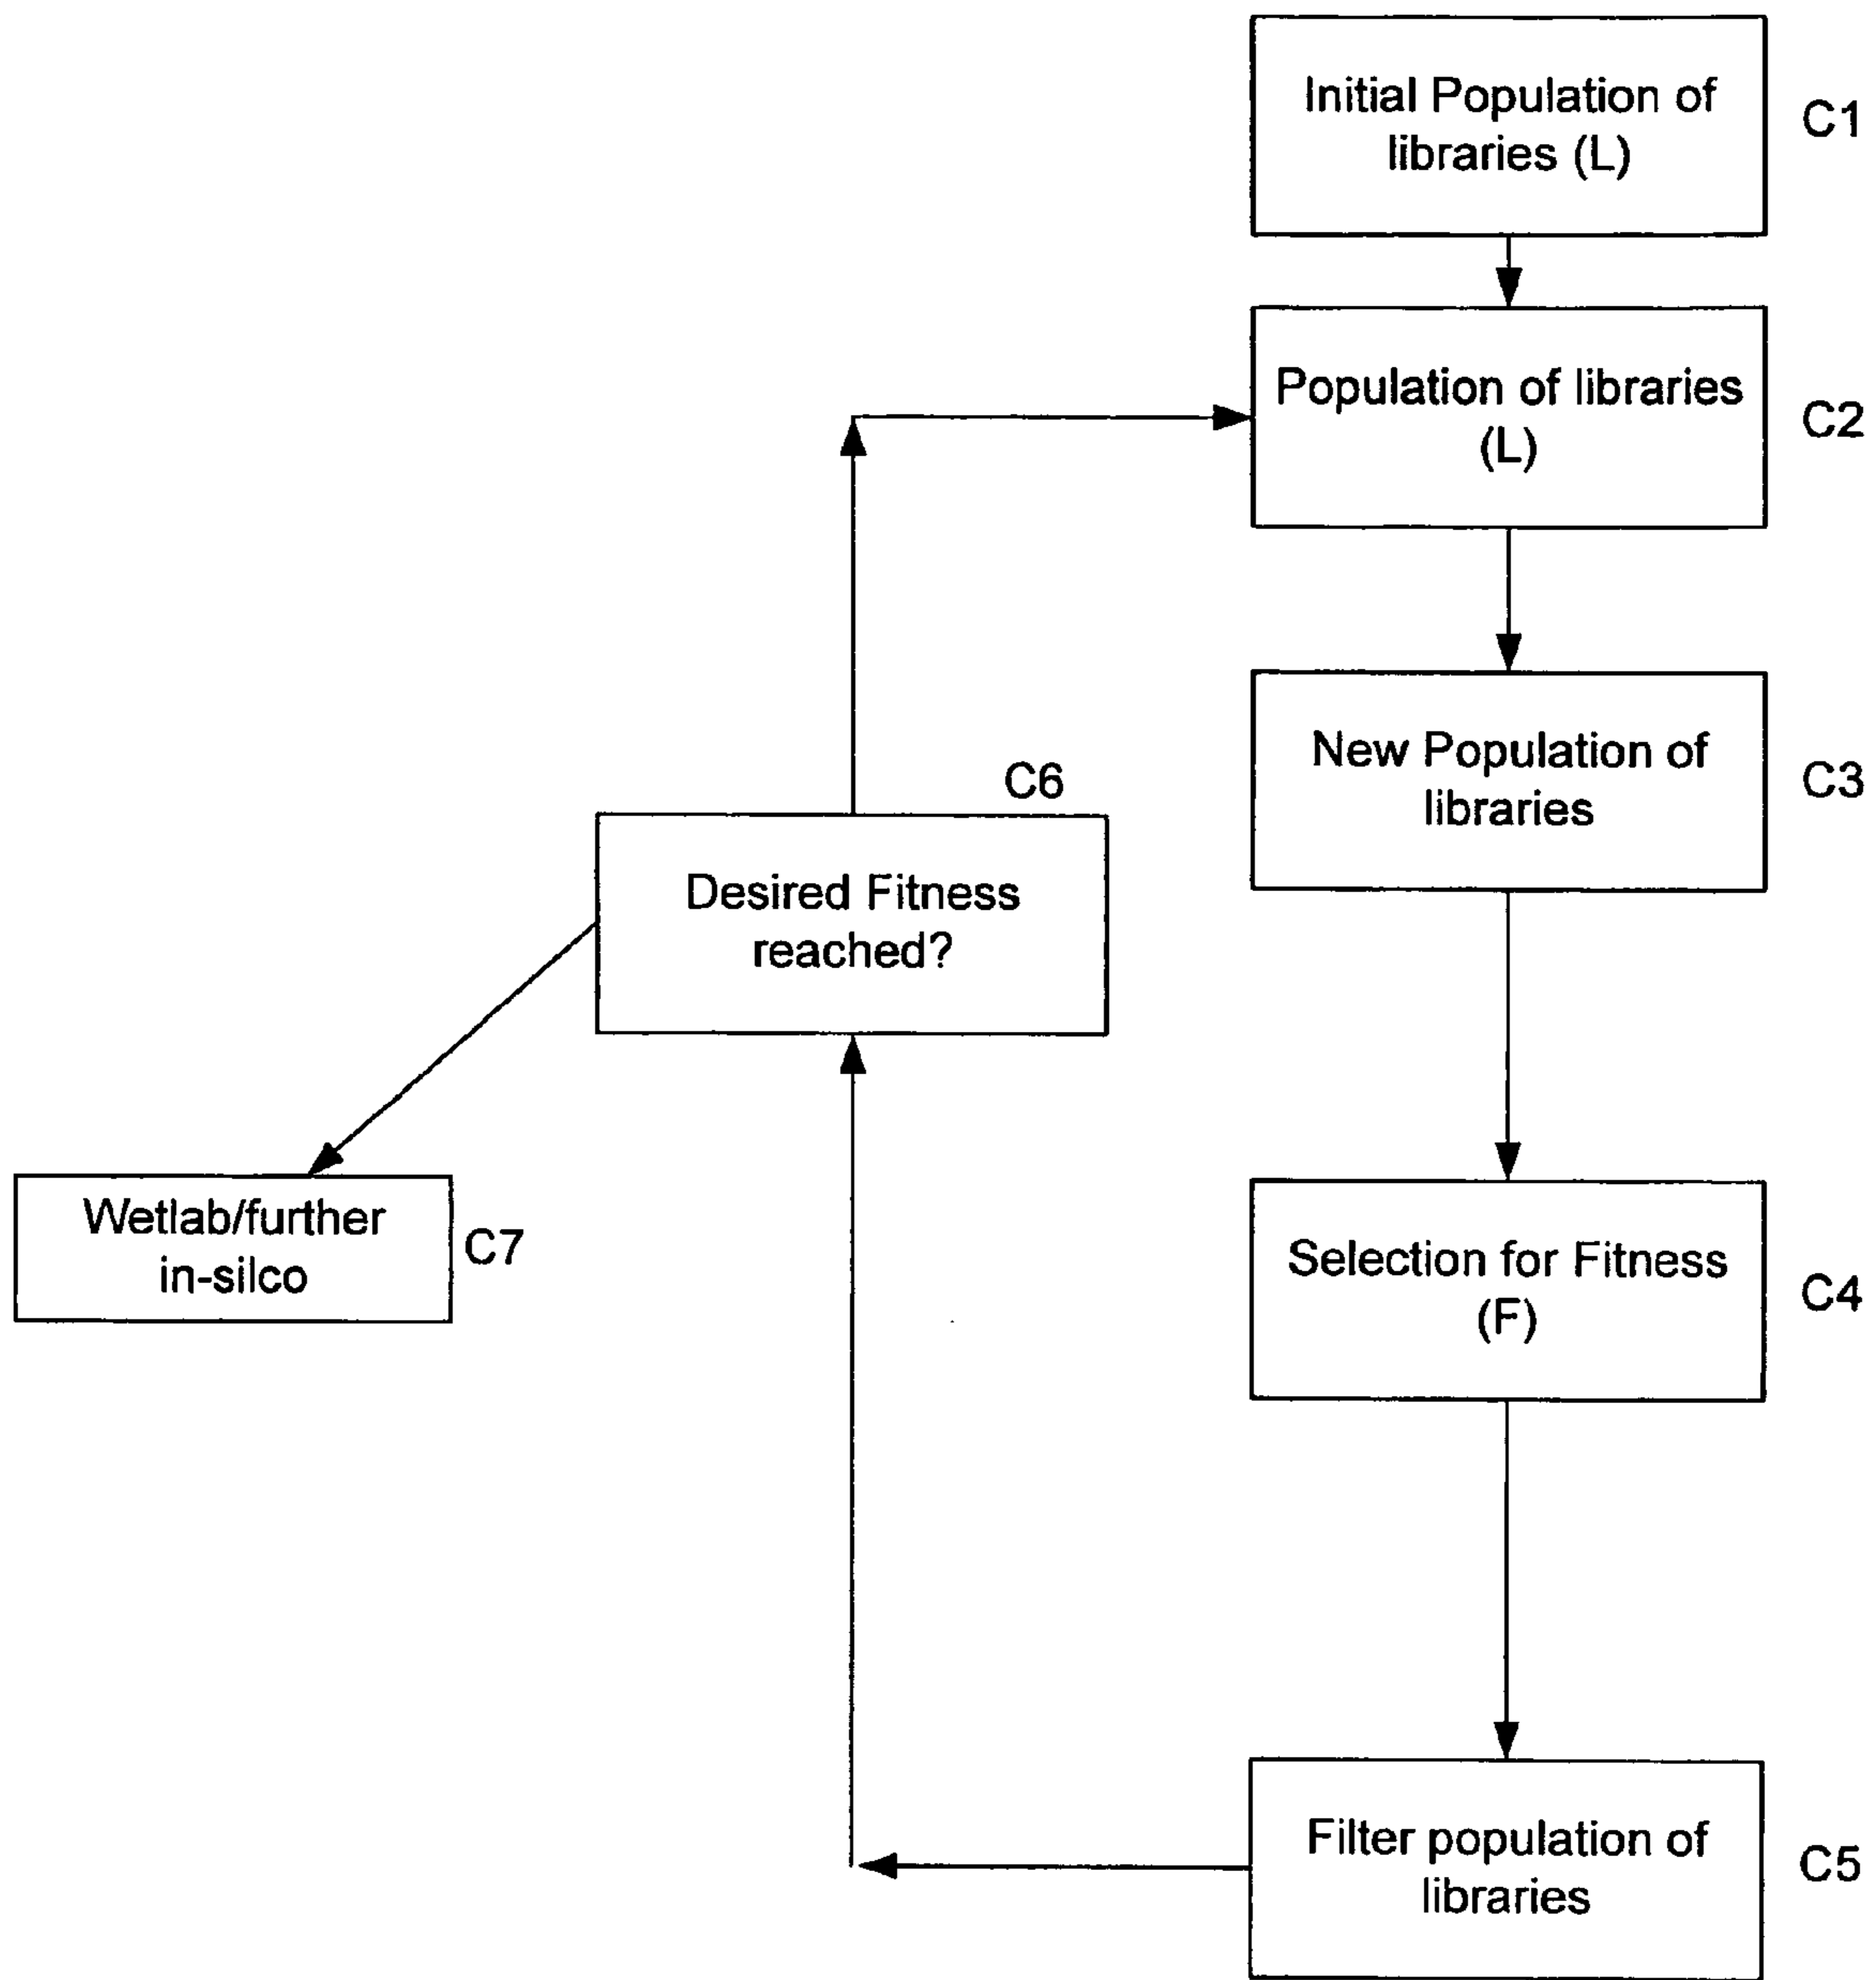 Initial Population of
libraries (L)
C1
Population of libraries
(L)
C2
New Population of
libraries
C3
C6
Desired Fitness
reached?
Wetlab/further
in-silco
C7
Selection for Fitness
(F)
C4
Filter population of
libraries
C5